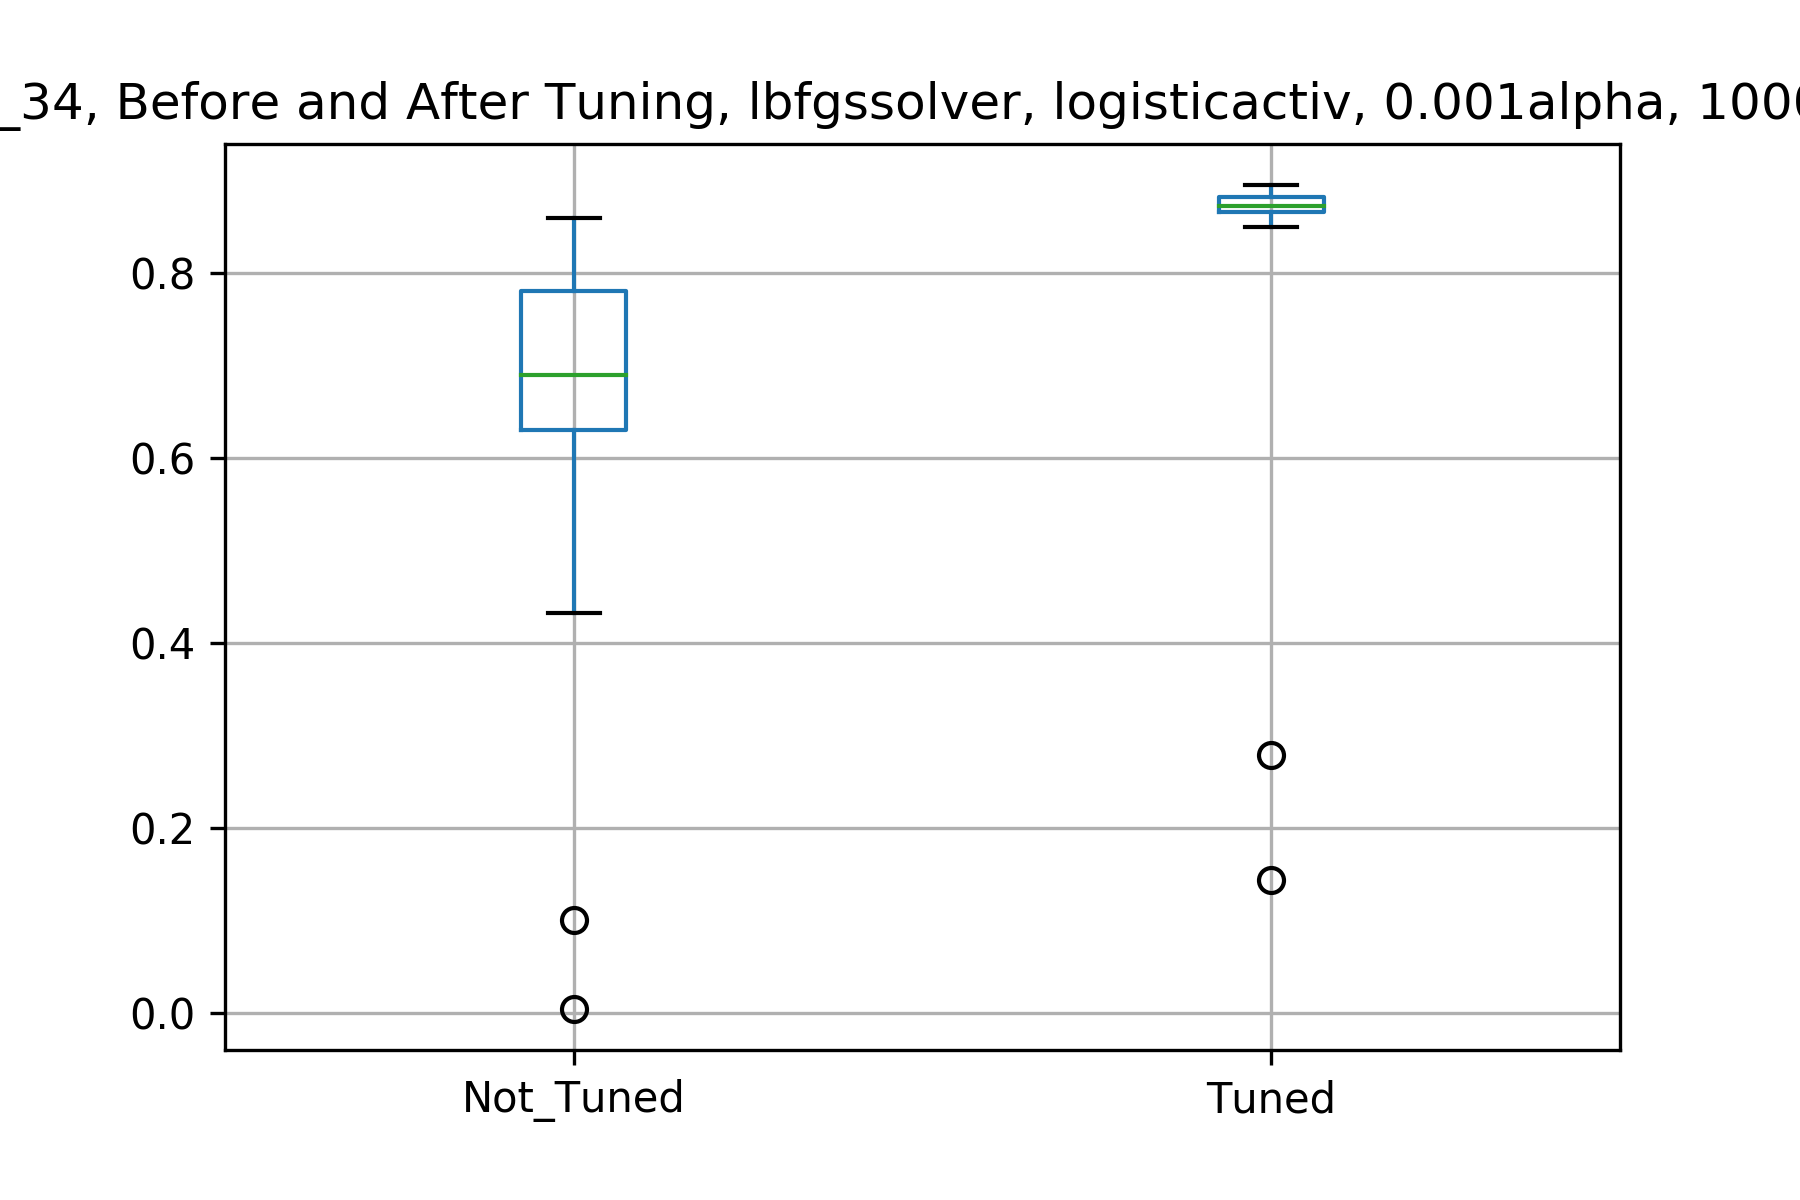 _34, Before and After Tuning, lbfgssolver, logisticactiv, 0.001alpha, 100
0.8
0.6
0.4
0.2
0.0
Not_Tuned
Tuned